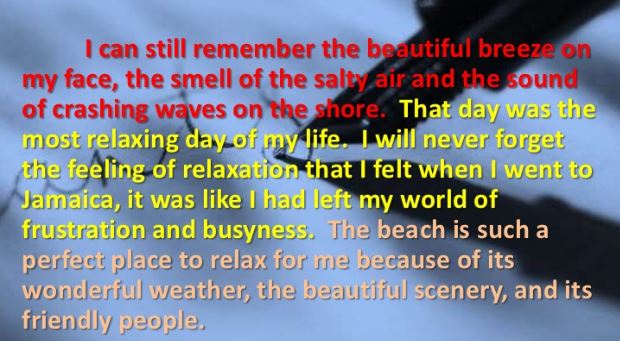 I can still remember the beautiful breeze on
my face, the smell of the salty air and the sound
of crashing waves on the shore.  That day was the
most relaxing day of my life.  I will never forget
the feeling of relaxation that I felt when I went to
Jamaica, it was like I had left my world of
frustration and busyness.  The beach is such a
perfect place to relax for me because of its
wonderful weather, the beautiful scenery, and its
friendly people.